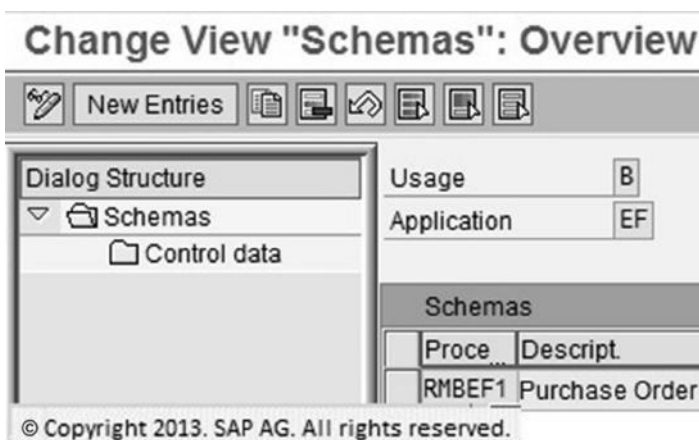 Change View "Schemas": Overview
New Entries
Dialog Structure
Schemas
Control data
Usage B
Application EF
Schemas
Proce... Descript.
RMBEF1 Purchase Order
© Copyright 2013. SAP AG. All rights reserved.